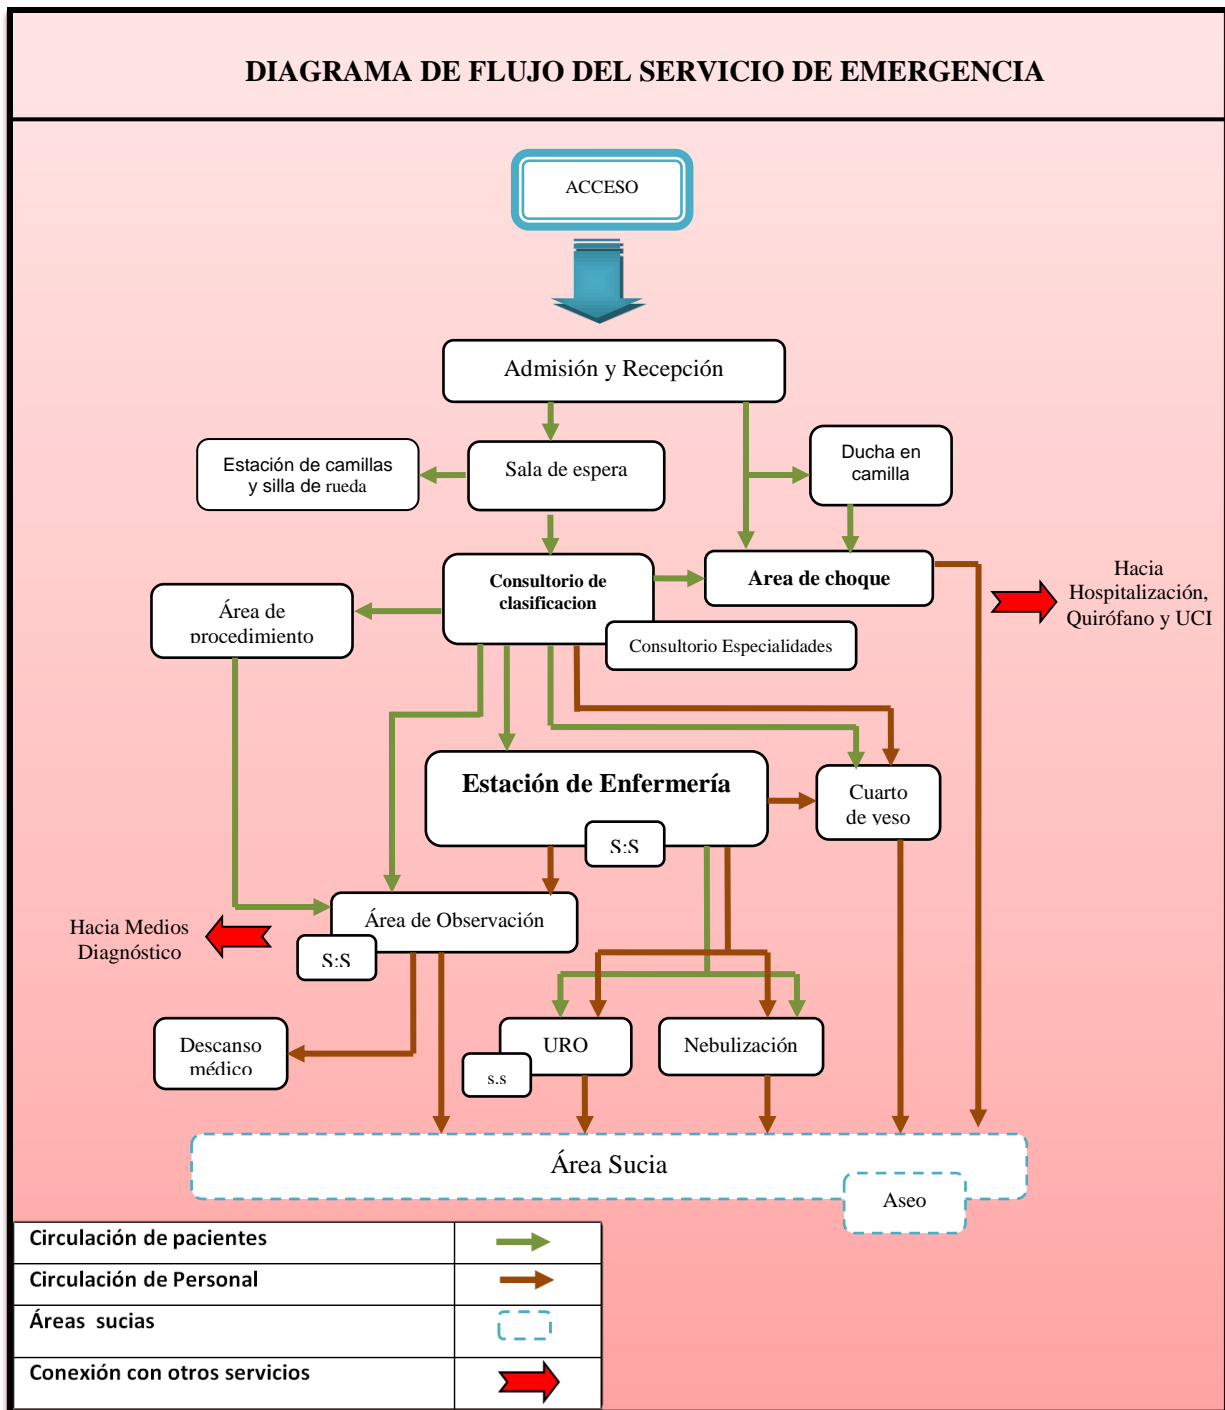 DIAGRAMA DE FLUJO DEL SERVICIO DE EMERGENCIA
ACCESO
Admisión y Recepción
Estación de camillas
y silla de rueda
Sala de espera
Ducha en
camilla
Consultorio de
clasificacion
Area de choque
Hacia
Hospitalización,
Quirófano y UCI
Área de
procedimiento
Consultorio Especialidades
Estación de Enfermería
S:S
Cuarto
de yeso
Área de Observación
S:S
Hacia Medios
Diagnóstico
Descanso
médico
URO
s.s
Nebulización
Área Sucia
Aseo
Circulación de pacientes
Circulación de Personal
Áreas sucias
Conexión con otros servicios